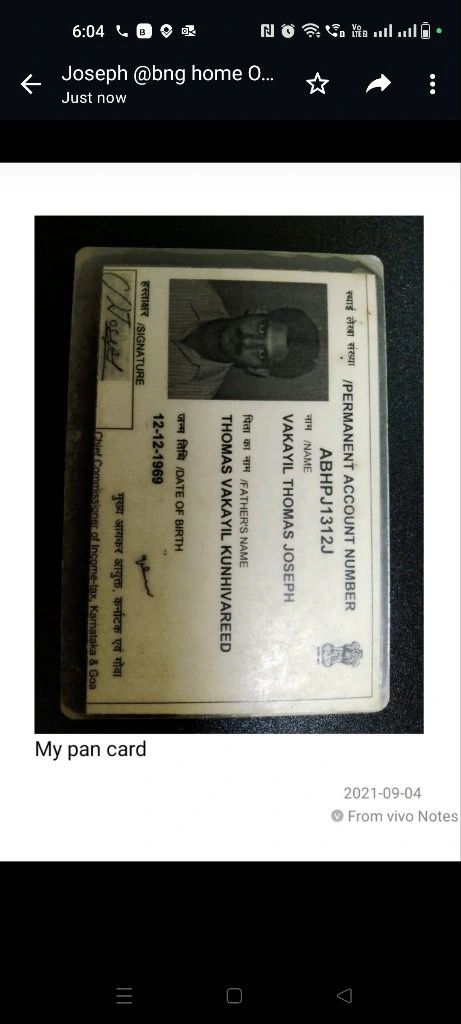 6:04
Vo
LTE2
Joseph @bng home O...
Just now
स्थाई लेखा संख्या /PERMANENT ACCOUNT NUMBER
ABHPJ1312J
नाम /NAME
VAKAYIL THOMAS JOSEPH
पिता का नाम /FATHER'S NAME
THOMAS VAKAYIL KUNHIVAREED
जन्म तिथि /DATE OF BIRTH
12-12-1969
हस्ताक्षर /SIGNATURE
मुख्य आयकर आयुक्त, कर्नाटक एवं गोवा
Chief Commissioner of Income-tax, Karnataka & Goa
My pan card
2021-09-04
From vivo Notes